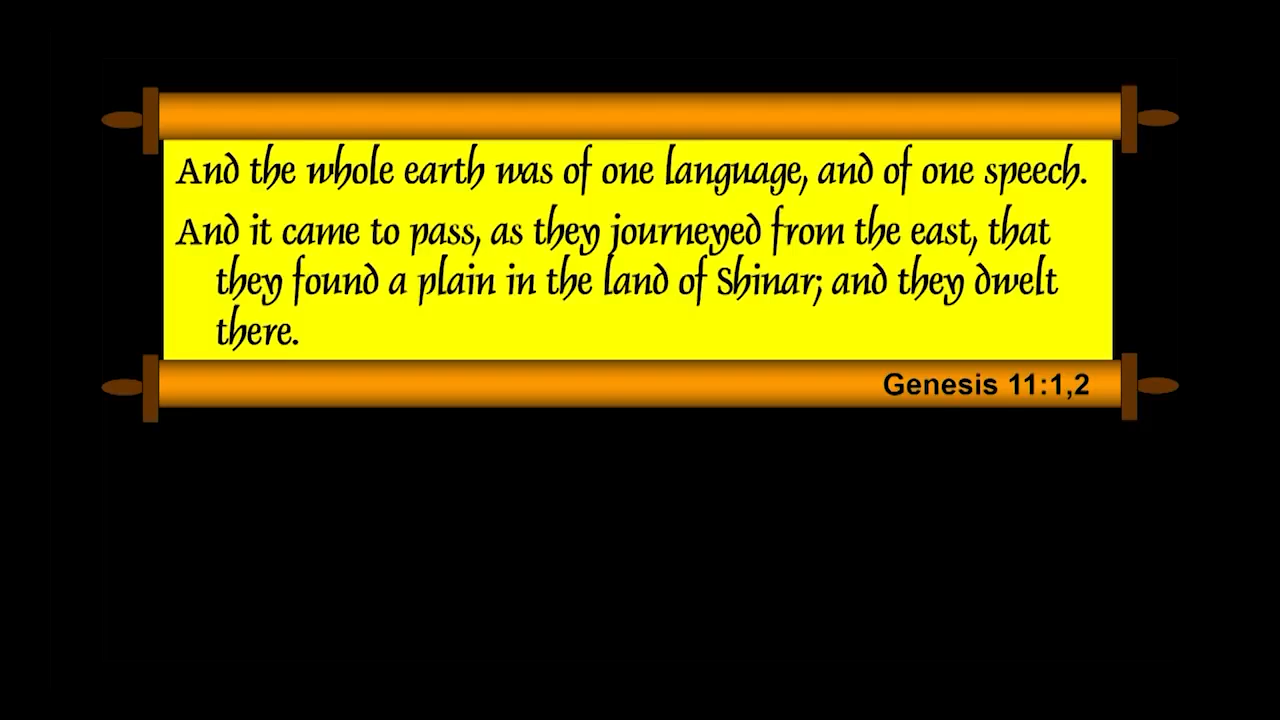 And the whole earth was of one language, and of one speech.
And it came to pass, as they journeyed from the east, that
they found a plain in the land of Shinar; and they dwelt
there.
Genesis 11:1,2